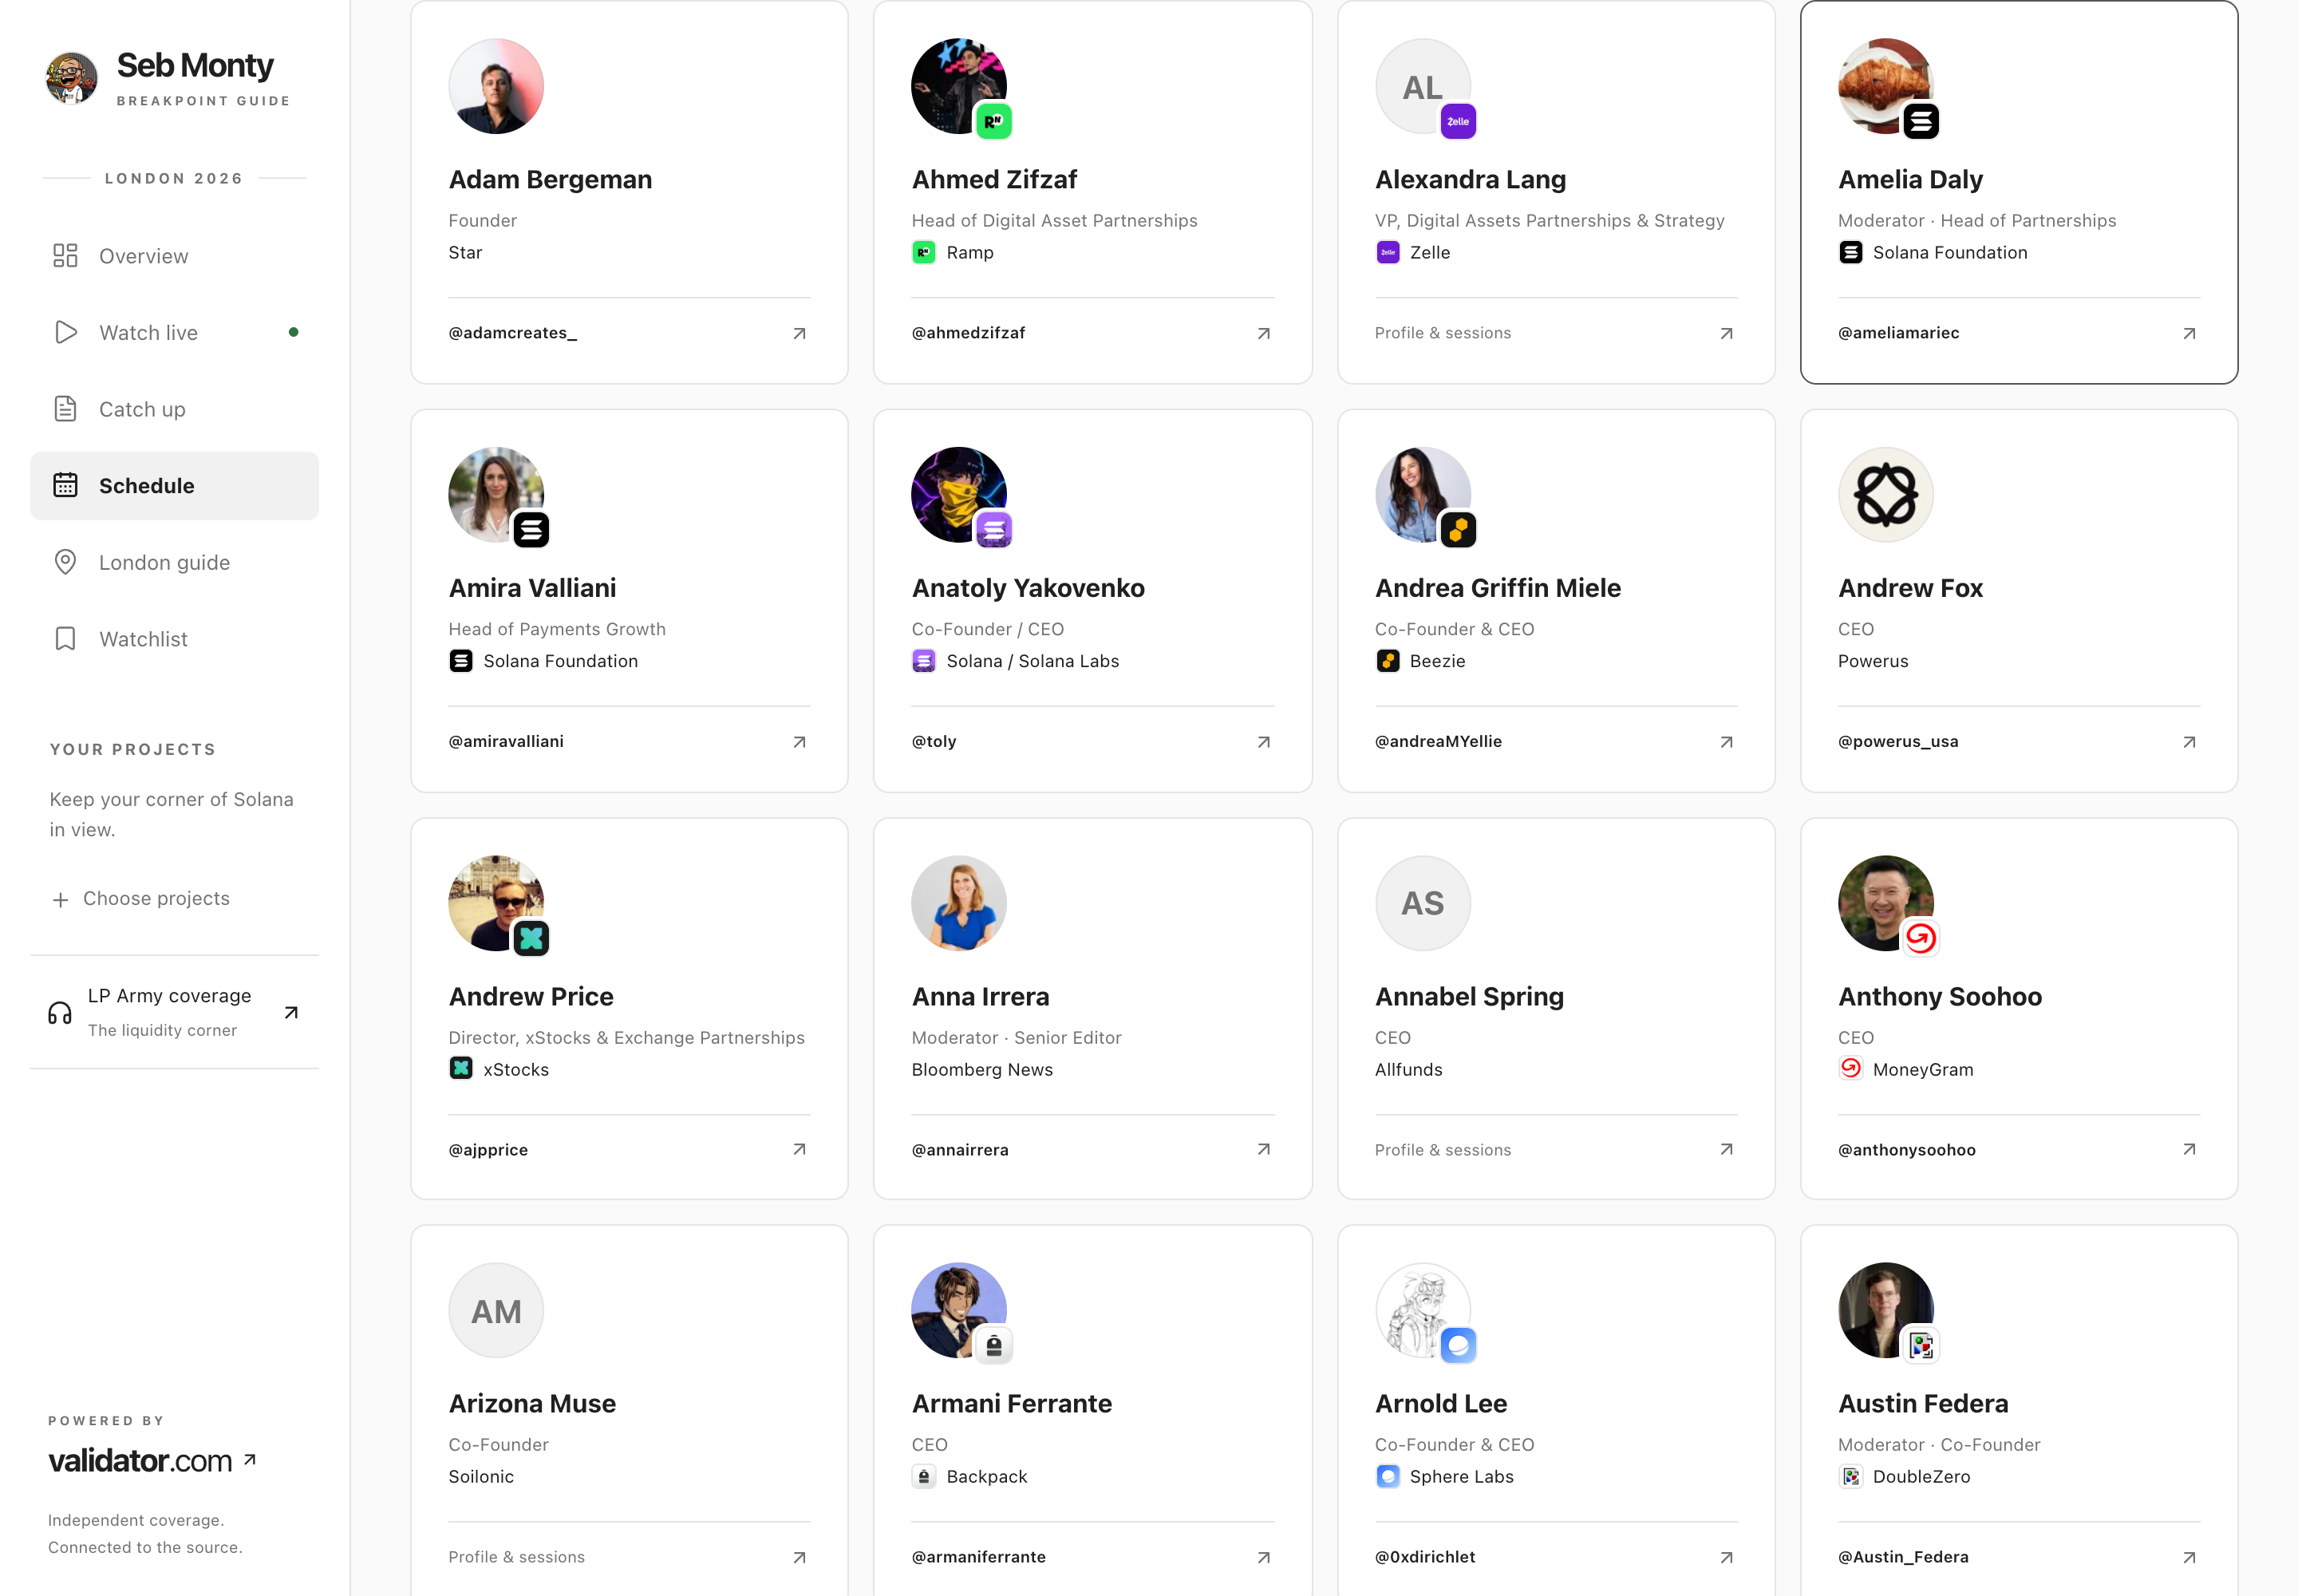 Seb Monty
BREAKPOINT GUIDE
LONDON 2026
Overview
Watch live
Catch up
Schedule
London guide
Watchlist
YOUR PROJECTS
Keep your corner of Solana
in view.
+ Choose projects
LP Army coverage
The liquidity corner
POWERED BY
validator.com
Independent coverage.
Connected to the source.
Adam Bergeman
Founder
Star
@adamcreates_
RN
Ahmed Zifzaf
Head of Digital Asset Partnerships
RN Ramp
@ahmedzifzaf
AL
Zelle
Alexandra Lang
VP, Digital Assets Partnerships & Strategy
Zelle Zelle
Profile & sessions
Amelia Daly
Moderator · Head of Partnerships
Solana Foundation
@ameliamariec
Amira Valliani
Head of Payments Growth
Solana Foundation
@amiravalliani
Anatoly Yakovenko
Co-Founder / CEO
Solana / Solana Labs
@toly
Andrea Griffin Miele
Co-Founder & CEO
Beezie
@andreaMYellie
Andrew Fox
CEO
Powerus
@powerus_usa
Andrew Price
Director, xStocks & Exchange Partnerships
xStocks
@ajpprice
Anna Irrera
Moderator · Senior Editor
Bloomberg News
@annairrera
AS
Annabel Spring
CEO
Allfunds
Profile & sessions
Anthony Soohoo
CEO
MoneyGram
@anthonysoohoo
AM
Arizona Muse
Co-Founder
Soilonic
Profile & sessions
Armani Ferrante
CEO
Backpack
@armaniferrante
Arnold Lee
Co-Founder & CEO
Sphere Labs
@0xdirichlet
Austin Federa
Moderator · Co-Founder
DoubleZero
@Austin_Federa